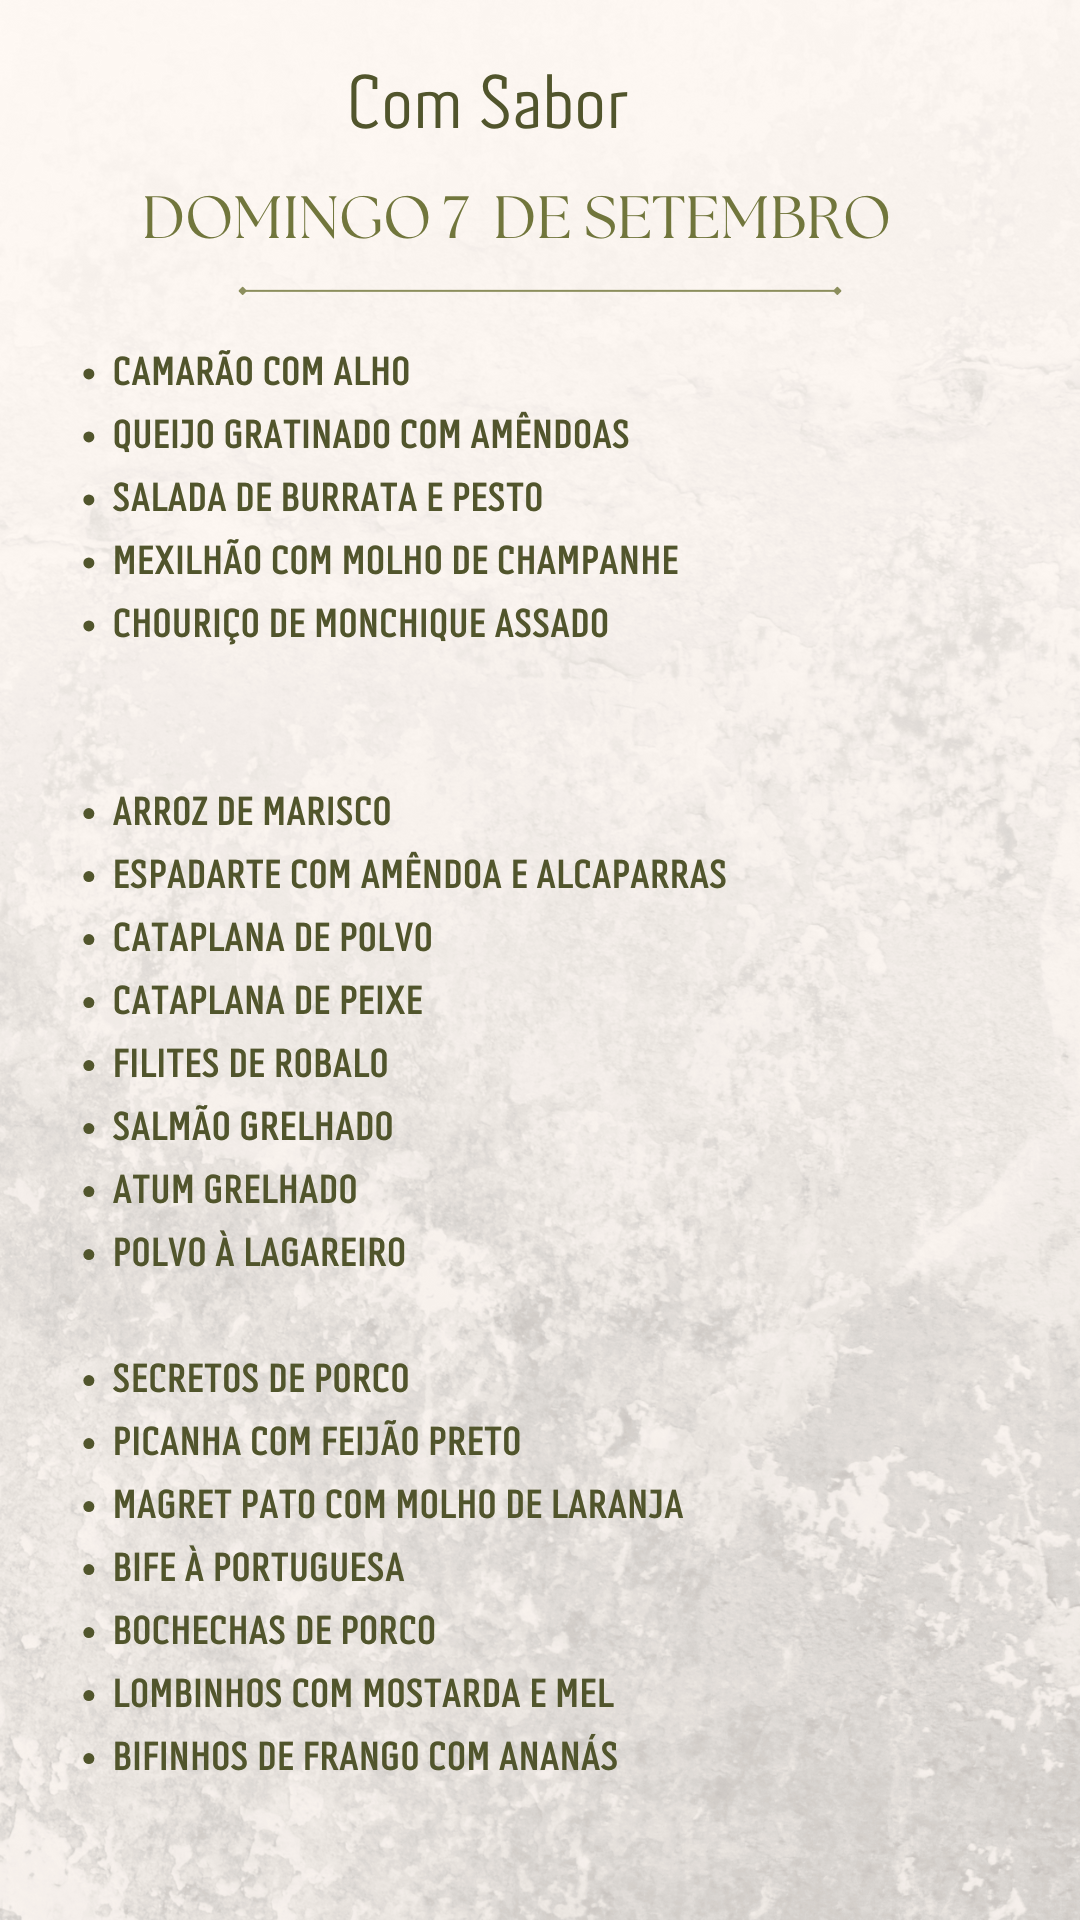 Com Sabor
DOMINGO 7 DE SETEMBRO
• CAMARÃO COM ALHO
• QUEIJO GRATINADO COM AMÊNDOAS
• SALADA DE BURRATA E PESTO
• MEXILHÃO COM MOLHO DE CHAMPANHE
• CHOURIÇO DE MONCHIQUE ASSADO
• ARROZ DE MARISCO
• ESPADARTE COM AMÊNDOA E ALCAPARRAS
• CATAPLANA DE POLVO
• CATAPLANA DE PEIXE
• FILITES DE ROBALO
• SALMÃO GRELHADO
• ATUM GRELHADO
• POLVO À LAGAREIRO
• SECRETOS DE PORCO
• PICANHA COM FEIJÃO PRETO
• MAGRET PATO COM MOLHO DE LARANJA
• BIFE À PORTUGUESA
• BOCHECHAS DE PORCO
• LOMBINHOS COM MOSTARDA E MEL
• BIFINHOS DE FRANGO COM ANANÁS